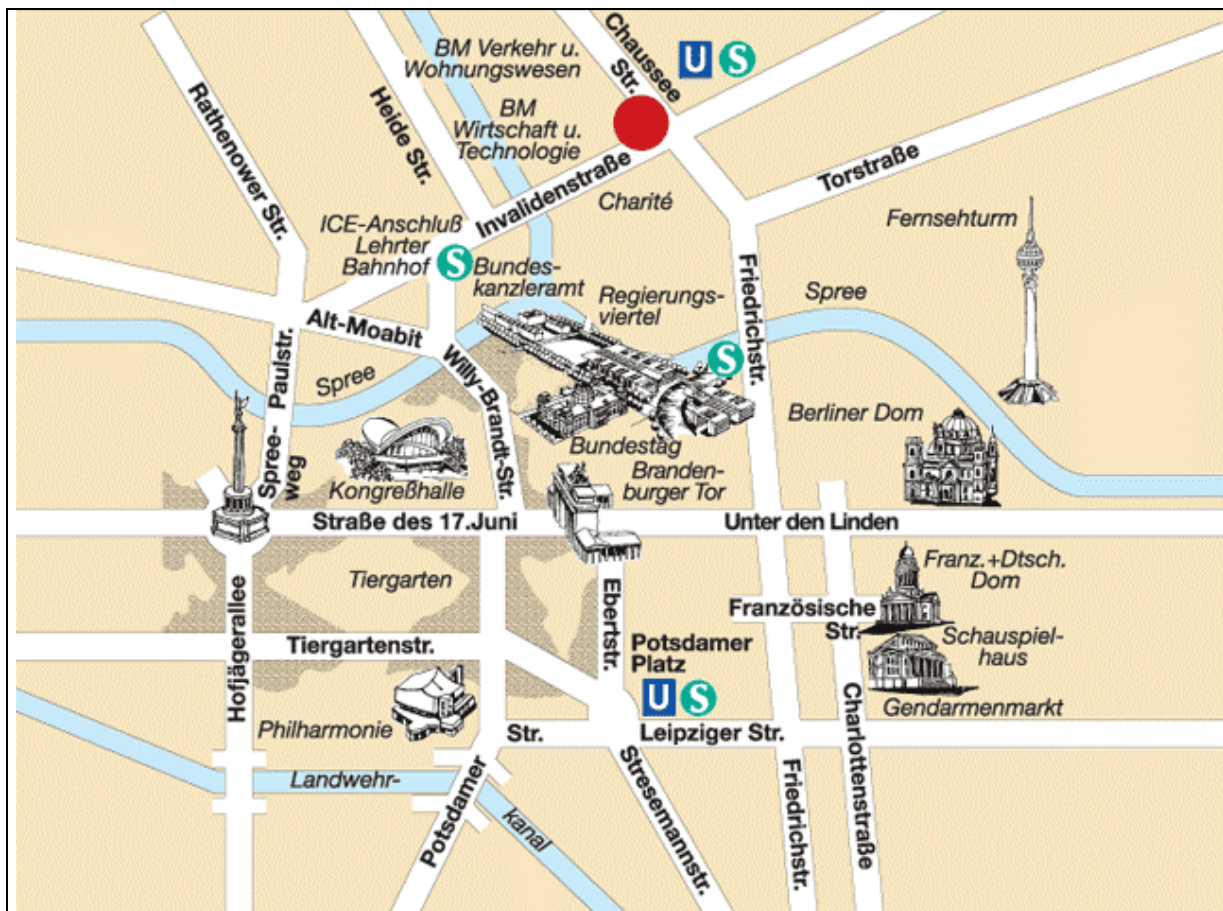 BM Verkehr u.
Wohnungswesen
Chaussee
Str.
U
S
Rathenower Str.
Heide Str.
BM
Wirtschaft u.
Technologie
Invalidenstraße
Charité
Torstraße
Fernsehturm
ICE-Anschluß
Lehrter
Bahnhof
S
Bundes-
kanzleramt
Regierungs-
viertel
Friedrichstr.
Spree
Alt-Moabit
S
Spree
Paulstr.
Willy-Brandt-Str.
Berliner Dom
Spree-
weg
Kongreßhalle
Bundestag
Branden-
burger Tor
Straße des 17.Juni
Unter den Linden
Tiergarten
Ebertstr.
Franz.+Dtsch.
Dom
Französische
Str.
Hofjägerallee
Tiergartenstr.
Potsdamer
Platz
Schauspiel-
haus
U
S
Gendarmenmarkt
Philharmonie
Potsdamer
Str.
Leipziger Str.
Charlottenstraße
Landwehr-
kanal
Stresemannstr.
Friedrichstr.